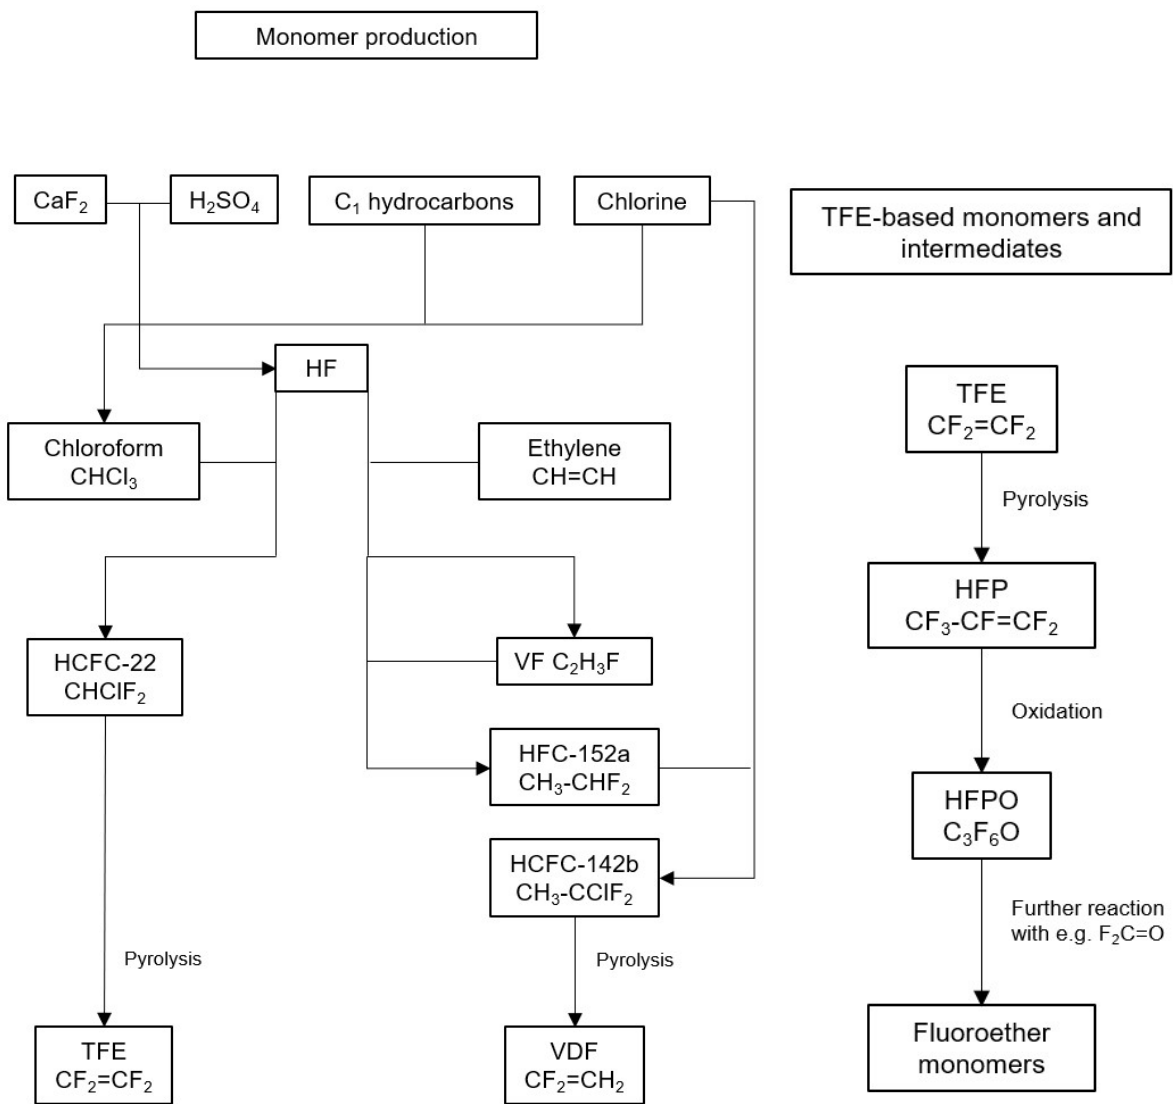 Monomer production
CaF₂
H₂SO₄
C₁ hydrocarbons
Chlorine
TFE-based monomers and
intermediates
HF
Chloroform
CHCl₃
Ethylene
CH=CH
TFE
CF₂=CF₂
Pyrolysis
HFP
CF₃-CF=CF₂
HCFC-22
CHClF₂
VF C₂H₃F
Oxidation
HFC-152a
CH₃-CHF₂
HFPO
C₃F₆O
HCFC-142b
CH₃-CClF₂
Further reaction
with e.g. F₂C=O
Pyrolysis
Pyrolysis
TFE
CF₂=CF₂
VDF
CF₂=CH₂
Fluoroether
monomers